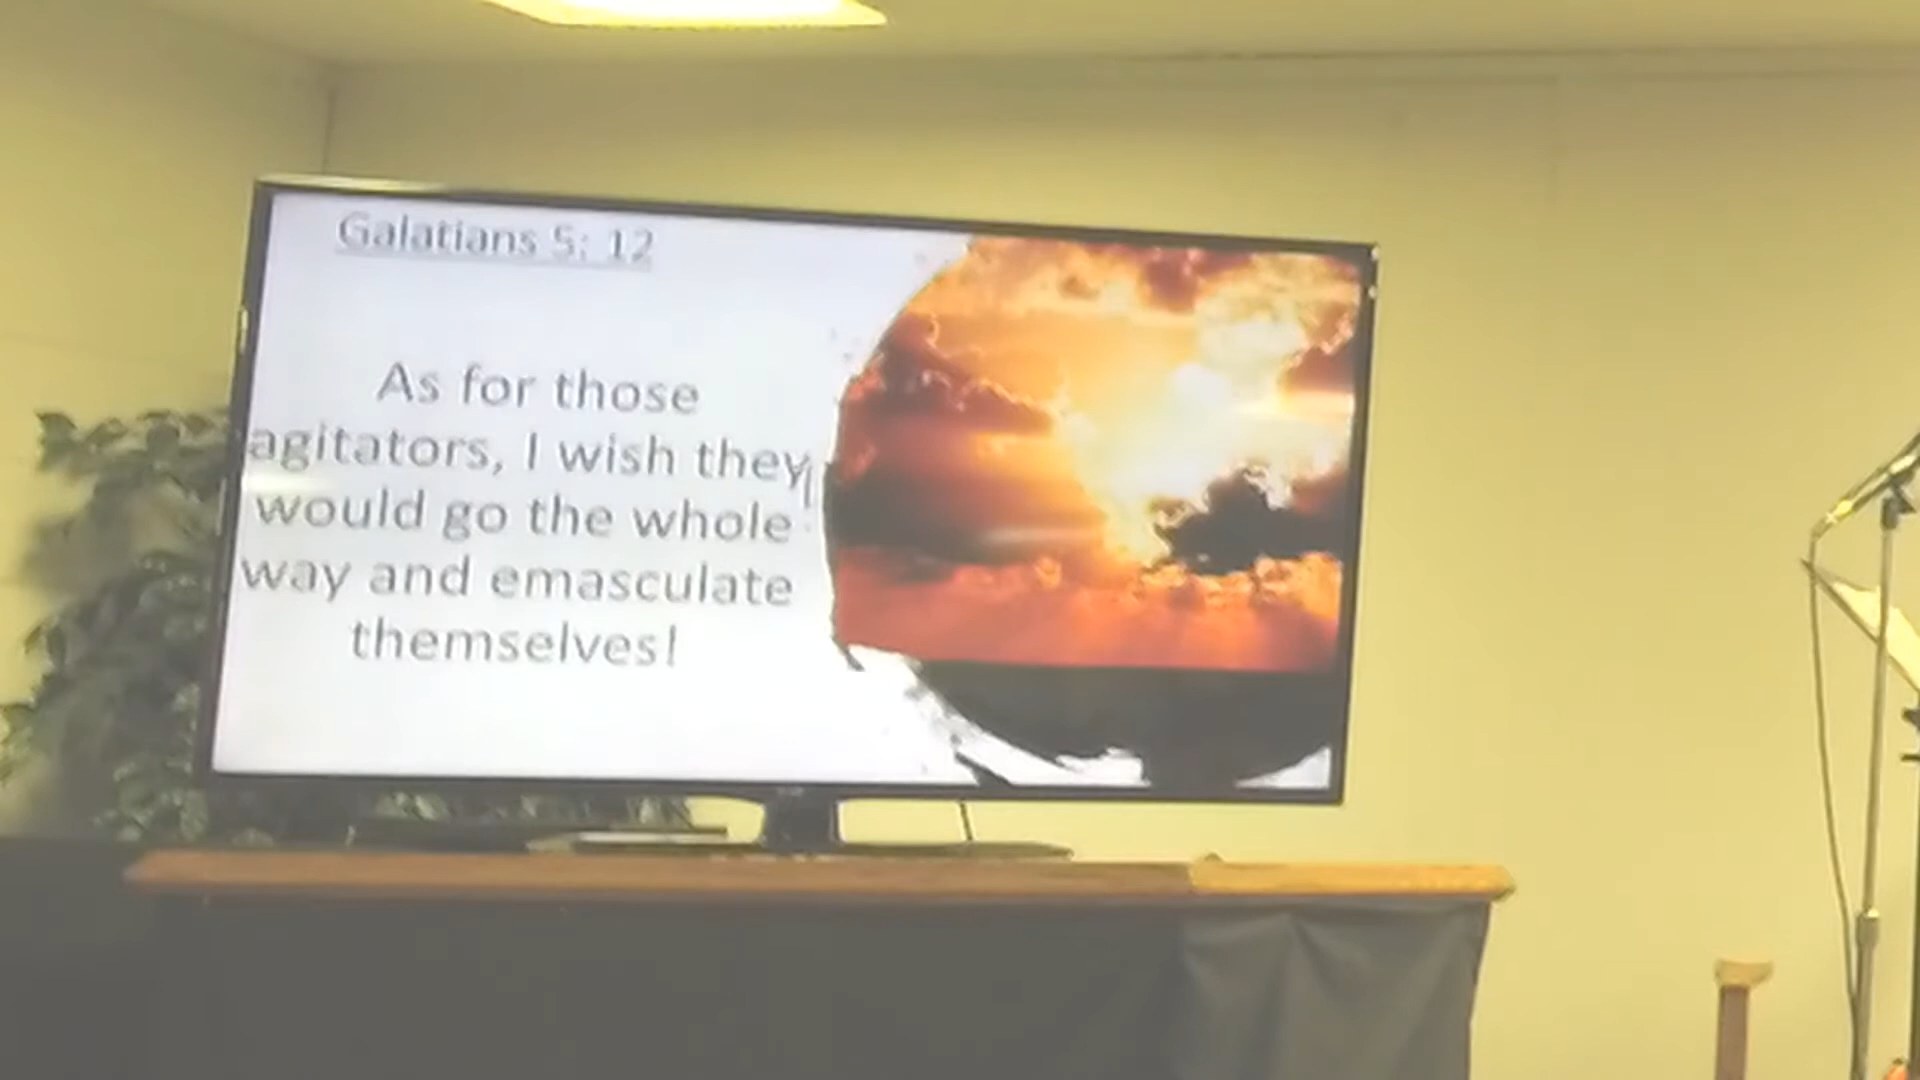 Galatians 5: 12
As for those
agitators, I wish they
would go the whole
way and emasculate
themselves!